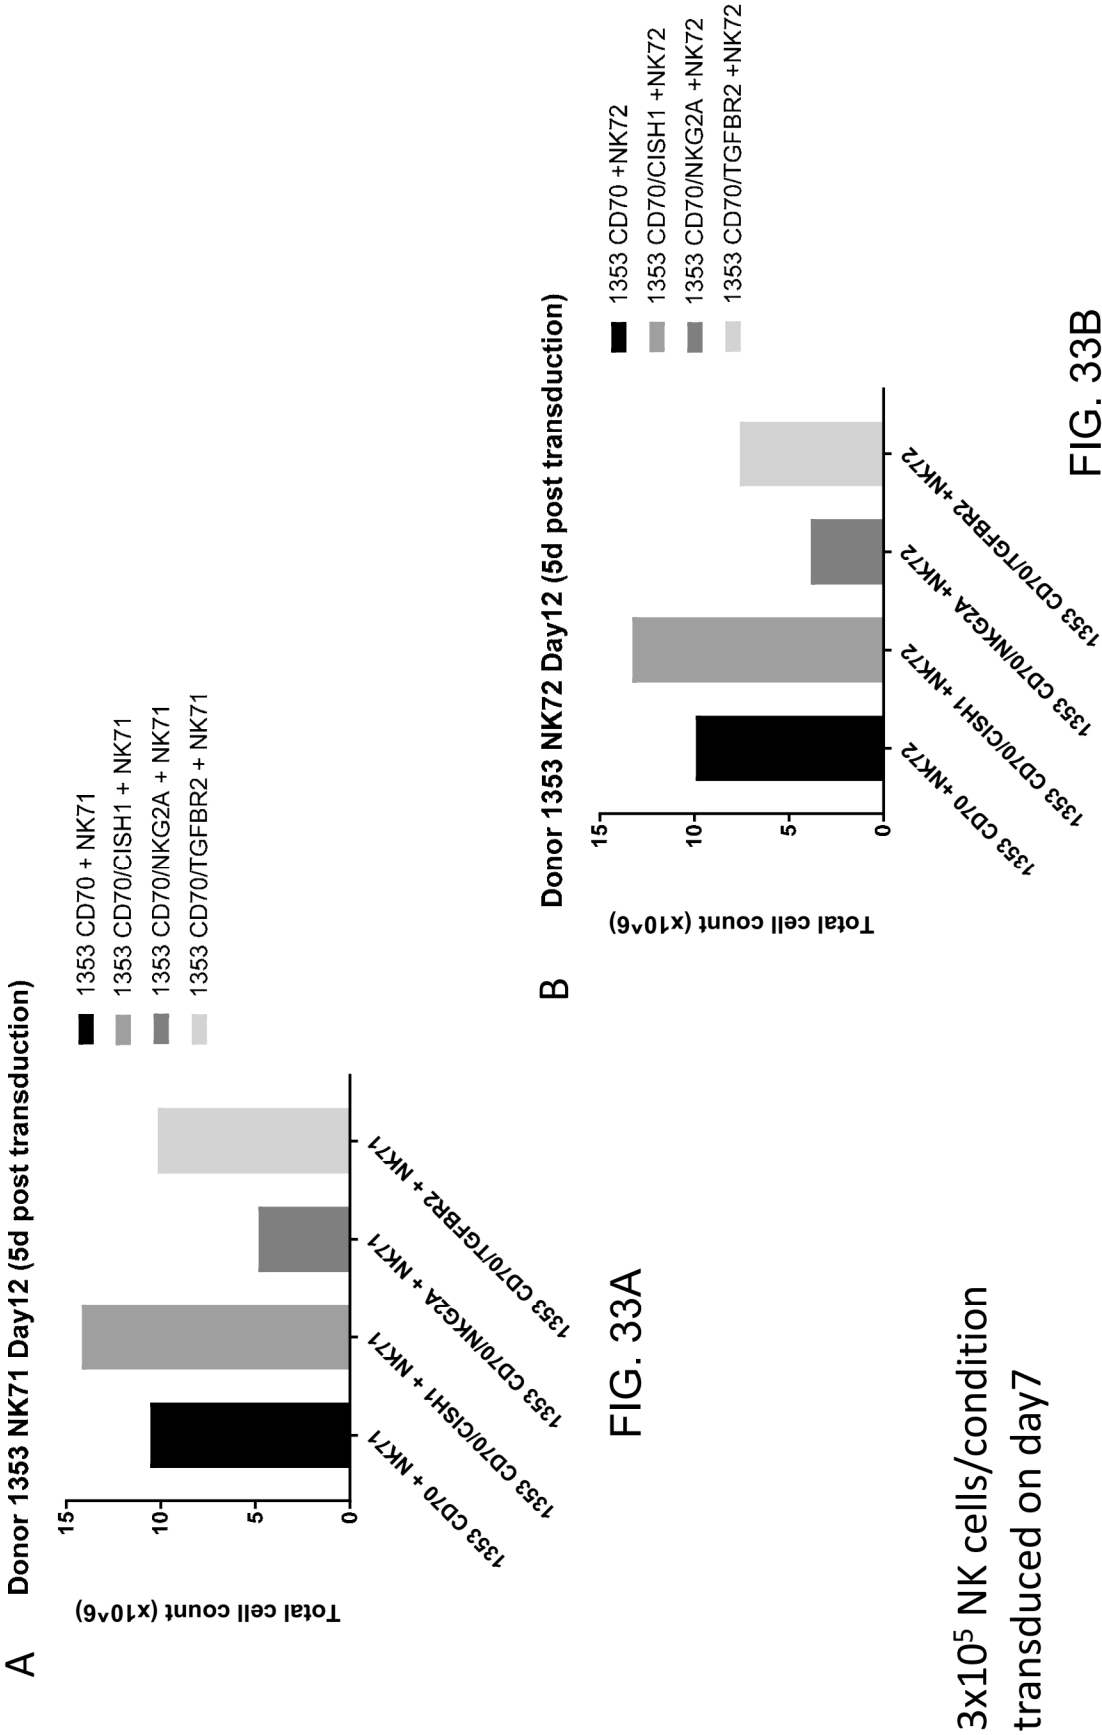 A
Donor 1353 NK71 Day12 (5d post transduction)
Total cell count (x10^6)
15
10
5
0
1353 CD70 + NK71
1353 CD70/CISH1 + NK71
1353 CD70/NKG2A + NK71
1353 CD70/TGFBR2 + NK71
1353 CD70 + NK71
1353 CD70/CISH1 + NK71
1353 CD70/NKG2A + NK71
1353 CD70/TGFBR2 + NK71
FIG. 33A
B
Donor 1353 NK72 Day12 (5d post transduction)
Total cell count (x10^6)
15
10
5
0
1353 CD70 +NK72
1353 CD70/CISH1 +NK72
1353 CD70/NKG2A +NK72
1353 CD70/TGFBR2 +NK72
1353 CD70 +NK72
1353 CD70/CISH1 +NK72
1353 CD70/NKG2A +NK72
1353 CD70/TGFBR2 +NK72
FIG. 33B
3x10⁵ NK cells/condition
transduced on day7